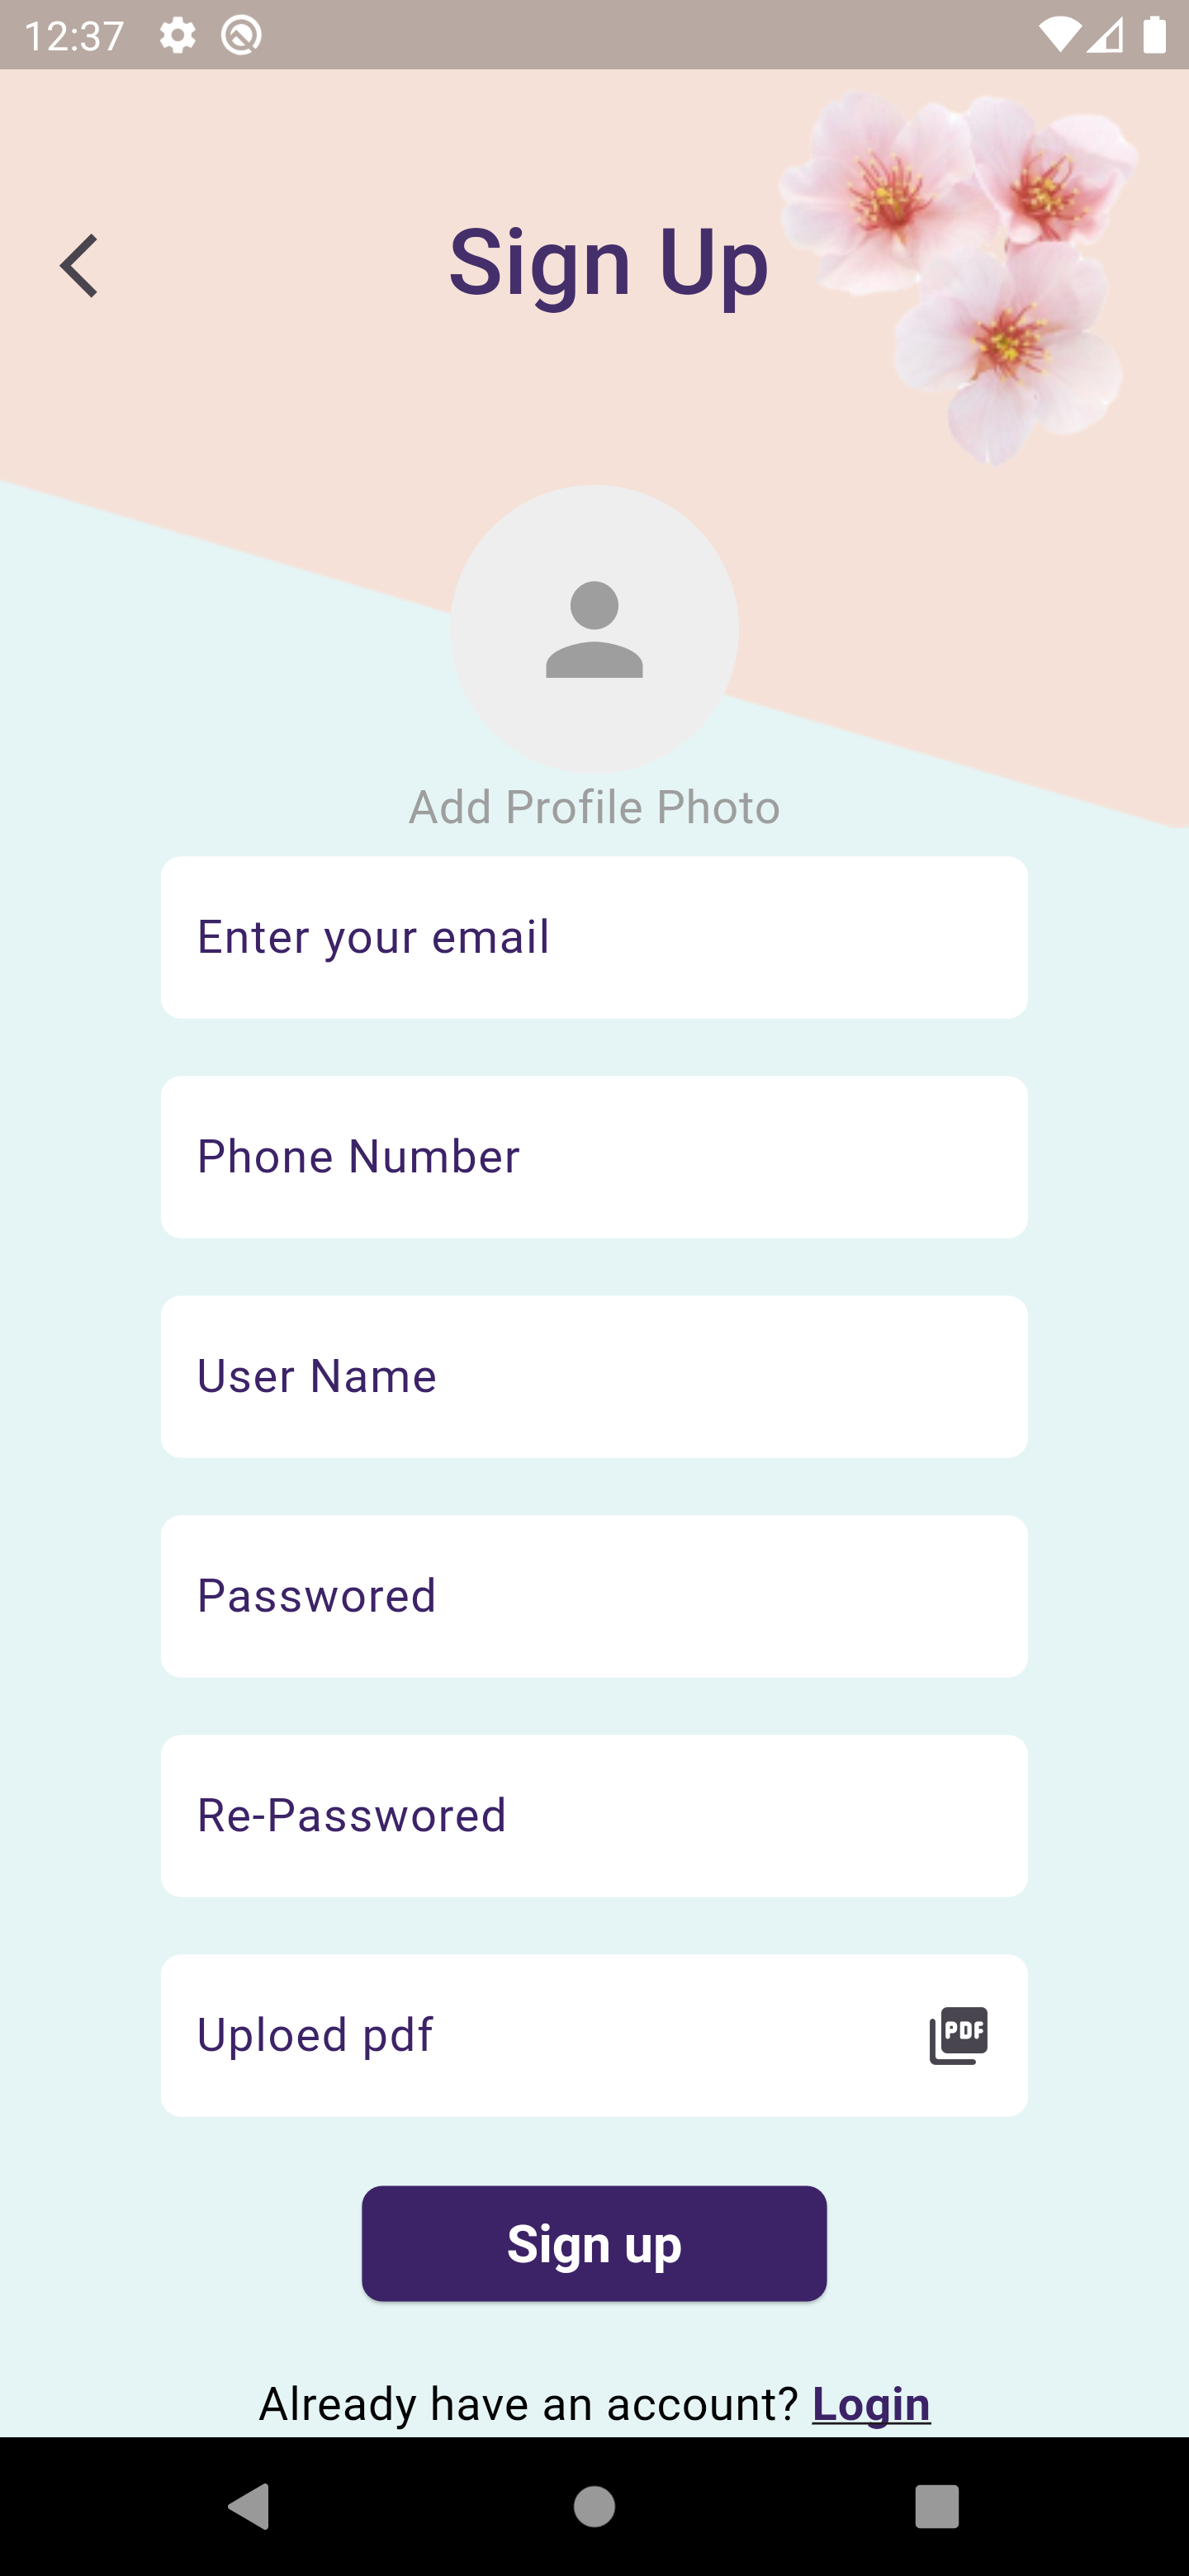 12:37
Sign Up
Add Profile Photo
Enter your email
Phone Number
User Name
Passwored
Re-Passwored
Uploed pdf
PDF
Sign up
Already have an account? Login